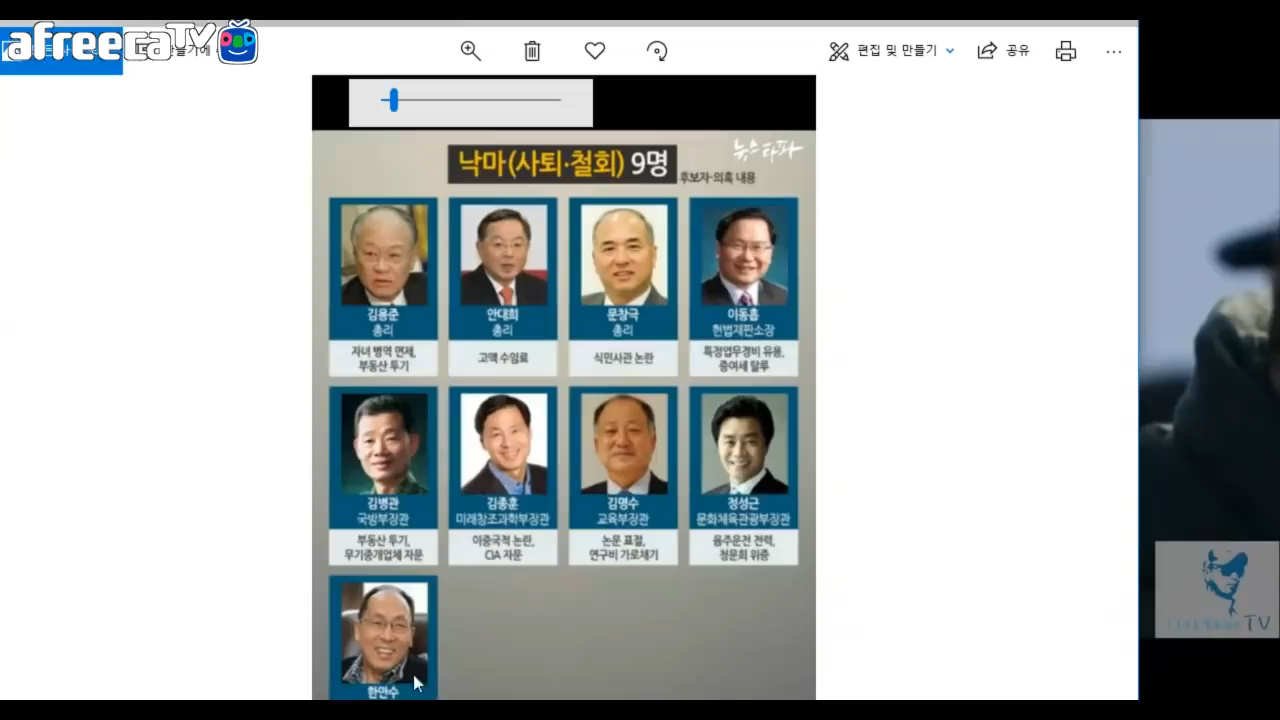 afreecaTV
편집 및 만들기
공유
뉴스타파
낙마(사퇴·철회) 9명
후보자·의혹 내용
김용준
총리
자녀 병역 면제,
부동산 투기
안대희
총리
고액 수임료
문창극
총리
식민사관 논란
이동흡
헌법재판소장
특정업무경비 유용,
증여세 탈루
김병관
국방부장관
부동산 투기,
무기중개업체 자문
김종훈
미래창조과학부장관
이중국적 논란,
CIA 자문
김명수
교육부장관
논문 표절,
연구비 가로채기
정성근
문화체육관광부장관
음주운전 전력,
청문회 위증
한만수
TV